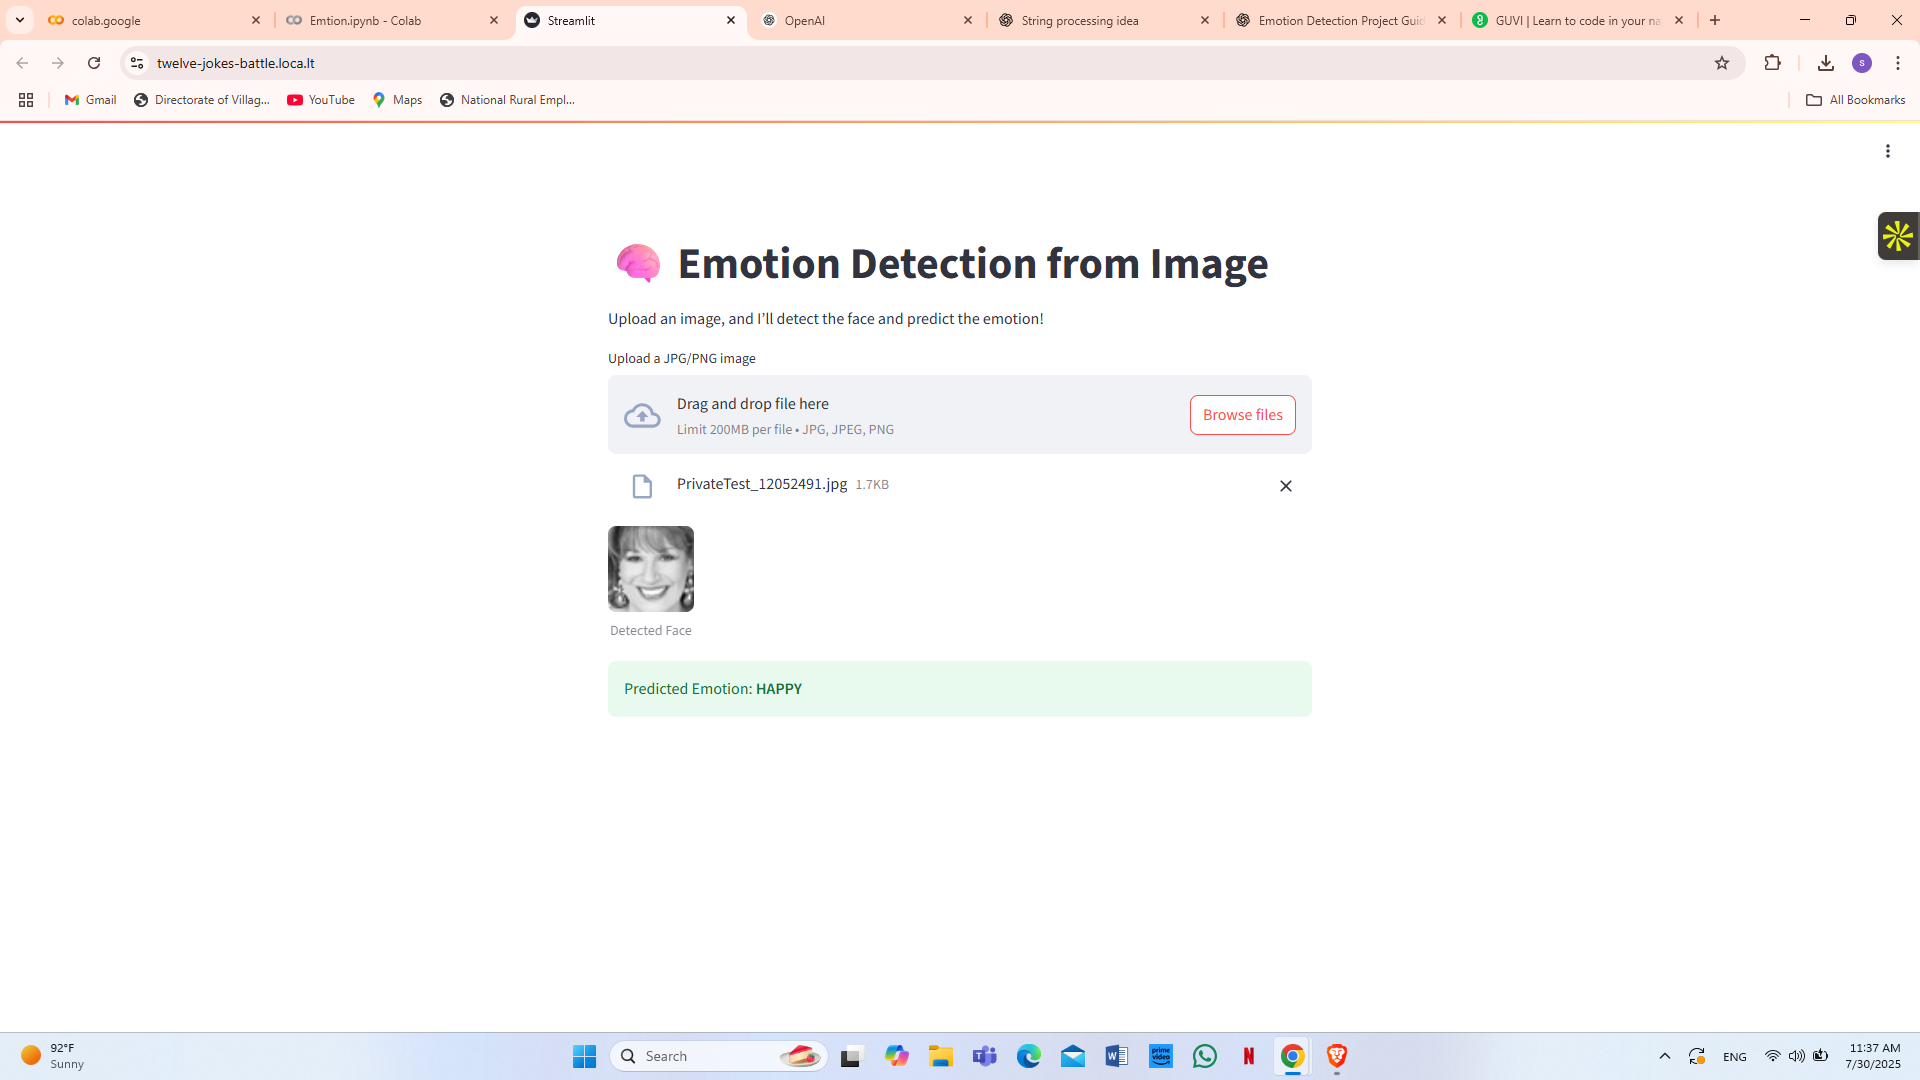 colab.google
Emtion.ipynb - Colab
Streamlit
OpenAI
String processing idea
Emotion Detection Project Guid
GUVI | Learn to code in your na
twelve-jokes-battle.loca.lt
S
Gmail
Directorate of Villag...
YouTube
Maps
National Rural Empl...
All Bookmarks
Emotion Detection from Image
Upload an image, and I’ll detect the face and predict the emotion!
Upload a JPG/PNG image
Drag and drop file here
Limit 200MB per file • JPG, JPEG, PNG
Browse files
PrivateTest_12052491.jpg 1.7KB
Detected Face
Predicted Emotion: HAPPY
92°F
Sunny
Search
prime video
ENG
11:37 AM
7/30/2025